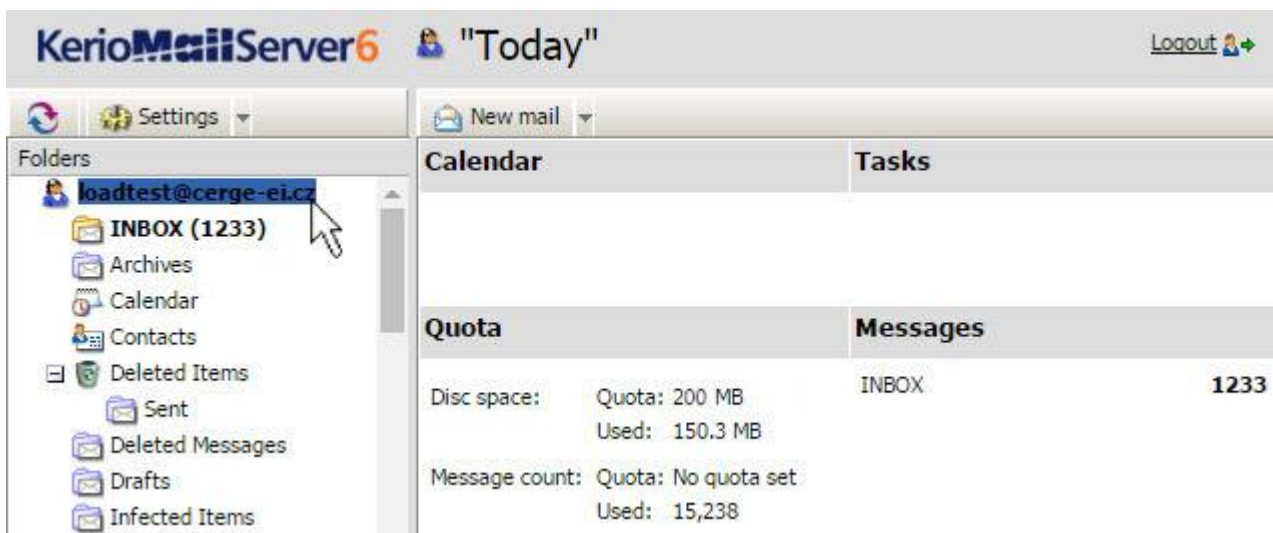 KerioMailServer6 "Today" Logout
Settings New mail
Folders
loadtest@cerge-ei.cz
INBOX (1233)
Archives
Calendar
Contacts
Deleted Items
Sent
Deleted Messages
Drafts
Infected Items
Calendar Tasks
Quota Messages
Disc space: Quota: 200 MB
Used: 150.3 MB
Message count: Quota: No quota set
Used: 15,238
INBOX 1233